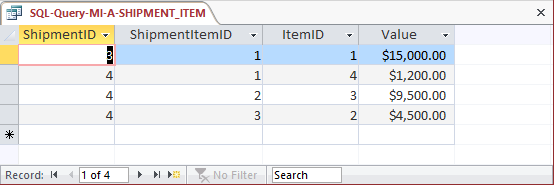 SQL-Query-MI-A-SHIPMENT_ITEM
ShipmentID ShipmentItemID ItemID Value
3 1 1 $15,000.00
4 1 4 $1,200.00
4 2 3 $9,500.00
4 3 2 $4,500.00
Record: 1 of 4 No Filter Search